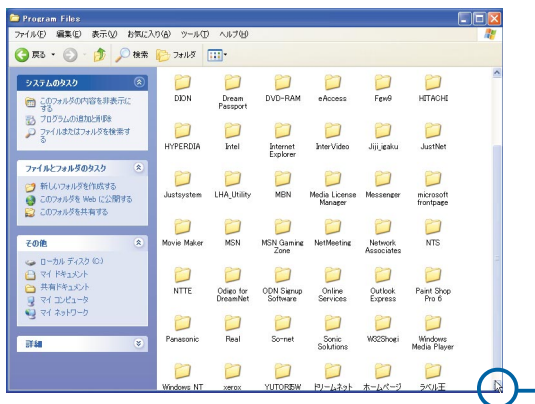 Program Files
ファイル(F) 編集(E) 表示(V) お気に入り(A) ツール(T) ヘルプ(H)
戻る 検索 フォルダ
システムのタスク
このフォルダの内容を非表示に
する
プログラムの追加と削除
ファイルまたはフォルダを検索す
る
ファイルとフォルダのタスク
新しいフォルダを作成する
このフォルダを Web に公開する
このフォルダを共有する
その他
ローカル ディスク (C)
マイ ドキュメント
共有ドキュメント
マイ コンピュータ
マイ ネットワーク
詳細
DION Dream Passport DVD-RAM eAccess Fgw9 HITACHI
HYPERDIA Intel Internet Explorer InterVideo Jiji_igaku JustNet
Justsystem LHA_Utility MBN Media License Manager Messenger microsoft frontpage
Movie Maker MSN MSN Gaming Zone NetMeeting Network Associates NTS
NTTE Odigo for DreamNet ODN Signup Software Online Services Outlook Express Paint Shop Pro 6
Panasonic Real So-net Sonic Solutions W32Shogi Windows Media Player
Windows NT xerox YUTORI5W ドリームネット ホームページ ラベル王